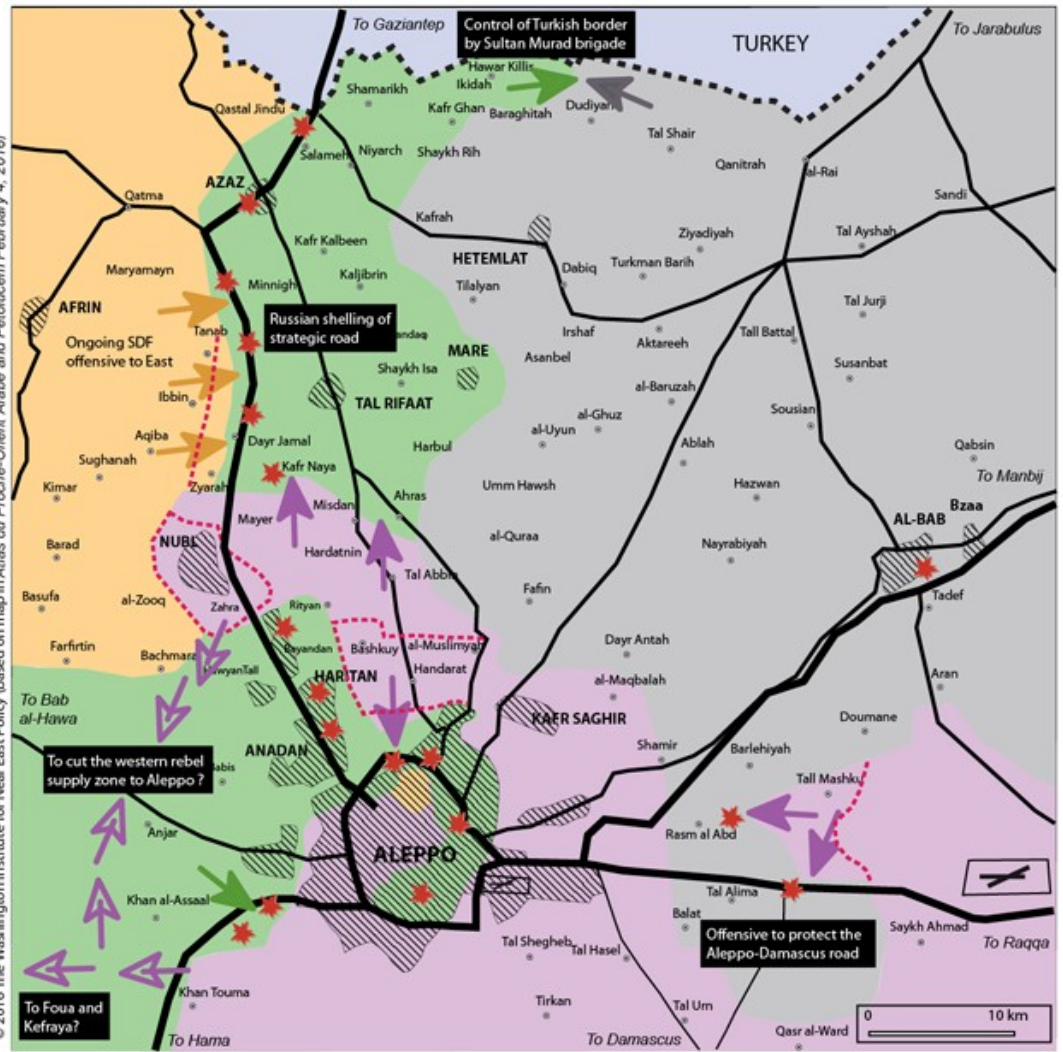 To Gaziantep
Control of Turkish border
by Sultan Murad brigade
TURKEY
To Jarabulus
Hawar Killis
Ikidah
Shamarikh
Qastal Jindu
Kafr Ghan
Baraghitah
Dudiyan
Tal Shair
Salameh
Niyarch
Shaykh Rih
Qanitrah
al-Rai
AZAZ
Qatma
Sandi
Kafrah
Kafr Kalbeen
HETEMLAT
Ziyadiyah
Tal Ayshah
Maryamayn
Minnigh
Kaljibrin
Tilalyan
Dabiq
Turkman Barih
AFRIN
Tal Jurji
Ongoing SDF
offensive to East
Tanab
Russian shelling of
strategic road
Irshaf
Aktareeh
Tall Battal
MARE
Asanbel
Shaykh Isa
Susanbat
Ibbin
TAL RIFAAT
al-Baruzah
al-Ghuz
Sousian
Aqiba
Dayr Jamal
Harbul
al-Uyun
Ablah
Qabsin
Sughanah
Kafr Naya
To Manbij
Kimar
Zyarah
Misdan
Ahras
Umm Hawsh
Hazwan
Bzaa
Mayer
AL-BAB
Barad
NUBL
Hardatnin
al-Quraa
Nayrabiyah
Tal Abbin
Basufa
al-Zooq
Zahra
Rityan
Fafin
Tadef
Farfirtin
Bachmara
Bayandan
Bashkuy
al-Muslimyah
Dayr Antah
HARITAN
Handarat
al-Maqbalah
Aran
To Bab
al-Hawa
KAFR SAGHIR
Doumane
ANADAN
Shamir
Barlehiyah
To cut the western rebel
supply zone to Aleppo ?
Tall Mashku
Anjar
Rasm al Abd
ALEPPO
Khan al-Assaal
Tal Alima
Balat
Offensive to protect the
Aleppo-Damascus road
Saykh Ahmad
To Raqqa
Tal Shegheb
Tal Hasel
To Foua and
Kefraya?
Khan Touma
Tirkan
Tal Um
0
10 km
To Hama
To Damascus
Qasr al-Ward